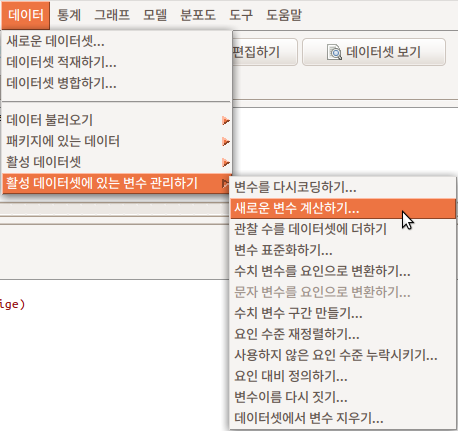 데이터 통계 그래프 모델 분포도 도구 도움말
새로운 데이터셋...
데이터셋 적재하기...
데이터셋 병합하기...
편집하기 데이터셋 보기
데이터 불러오기
패키지에 있는 데이터
활성 데이터셋
활성 데이터셋에 있는 변수 관리하기
변수를 다시코딩하기...
새로운 변수 계산하기...
관찰 수를 데이터셋에 더하기
변수 표준화하기...
수치 변수를 요인으로 변환하기...
문자 변수를 요인으로 변환하기...
수치 변수 구간 만들기...
요인 수준 재정렬하기...
사용하지 않은 요인 수준 누락시키기...
요인 대비 정의하기...
변수이름 다시 짓기...
데이터셋에서 변수 지우기...
ige)